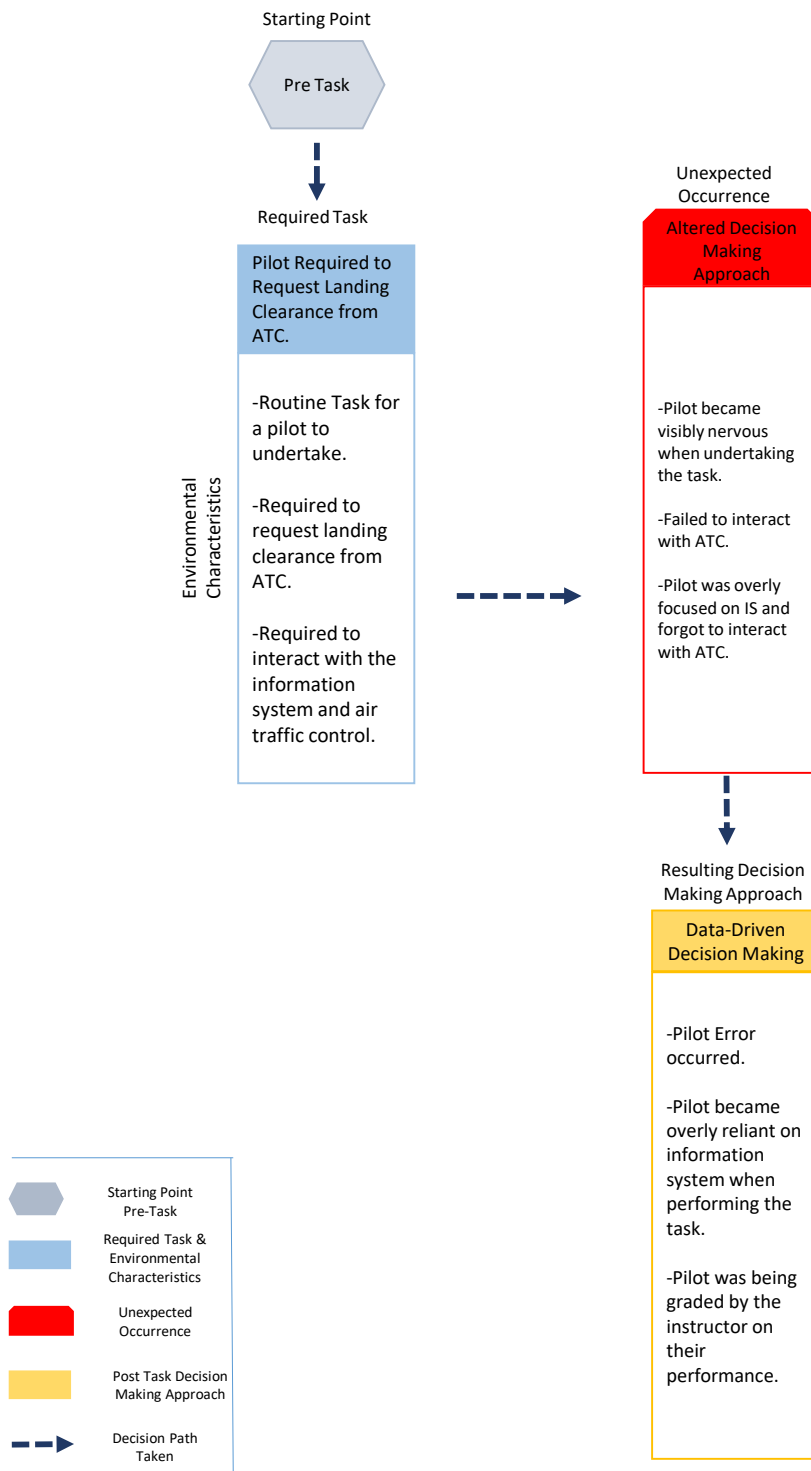 Starting Point
Pre Task
Required Task
Pilot Required to
Request Landing
Clearance from
ATC.
Environmental
Characteristics
-Routine Task for
a pilot to
undertake.
-Required to
request landing
clearance from
ATC.
-Required to
interact with the
information
system and air
traffic control.
Unexpected
Occurrence
Altered Decision
Making
Approach
-Pilot became
visibly nervous
when undertaking
the task.
-Failed to interact
with ATC.
-Pilot was overly
focused on IS and
forgot to interact
with ATC.
Resulting Decision
Making Approach
Data-Driven
Decision Making
-Pilot Error
occurred.
-Pilot became
overly reliant on
information
system when
performing the
task.
-Pilot was being
graded by the
instructor on
their
performance.
Starting Point
Pre-Task
Required Task &
Environmental
Characteristics
Unexpected
Occurrence
Post Task Decision
Making Approach
Decision Path
Taken